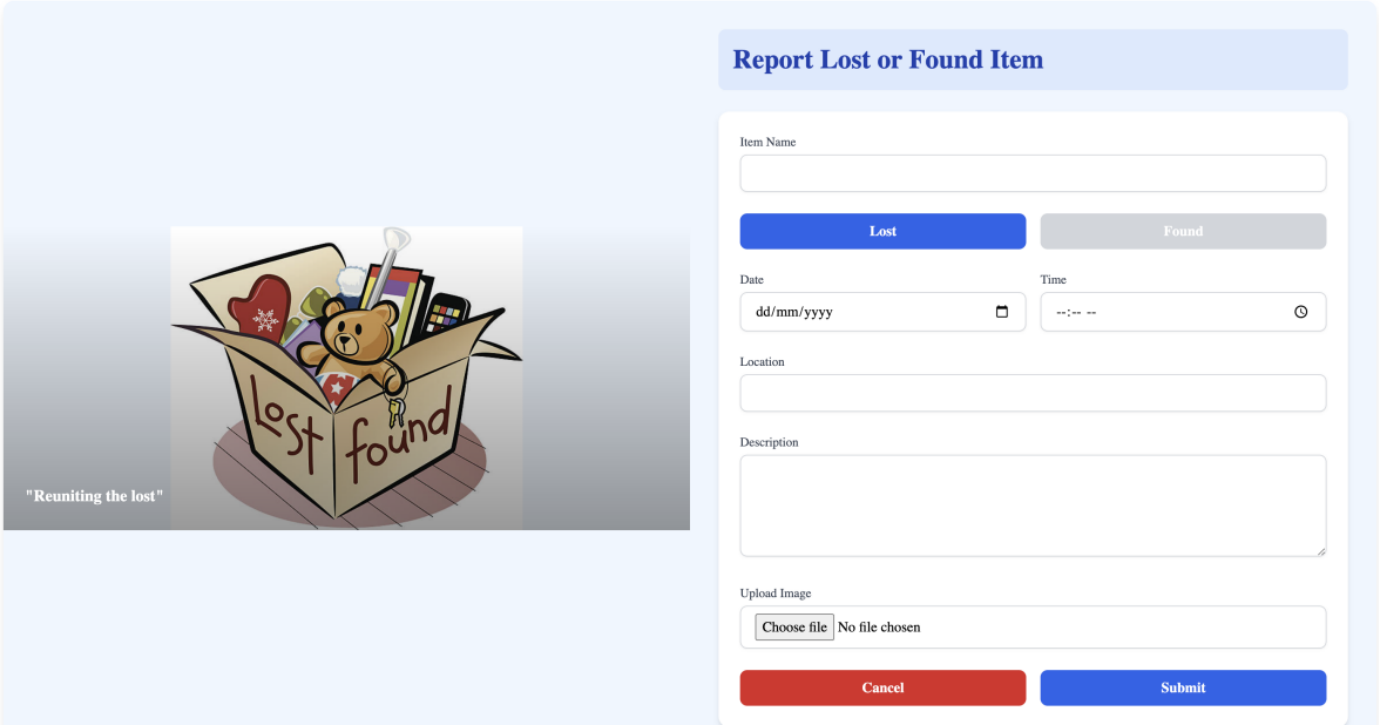 Report Lost or Found Item
Item Name
Lost Found
Date Time
dd/mm/yyyy --:-- --
Location
Lost found
"Reuniting the lost"
Description
Upload Image
Choose file No file chosen
Cancel Submit